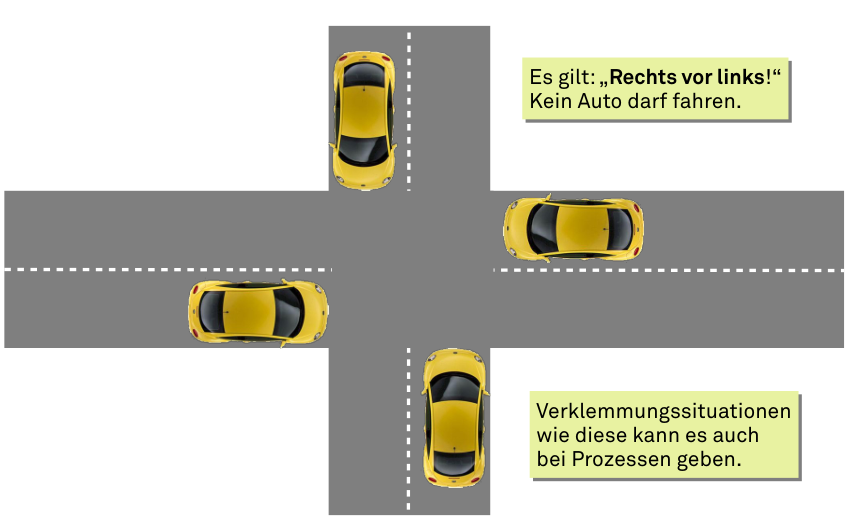 Es gilt: „Rechts vor links!“
Kein Auto darf fahren.
Verklemmungssituationen
wie diese kann es auch
bei Prozessen geben.